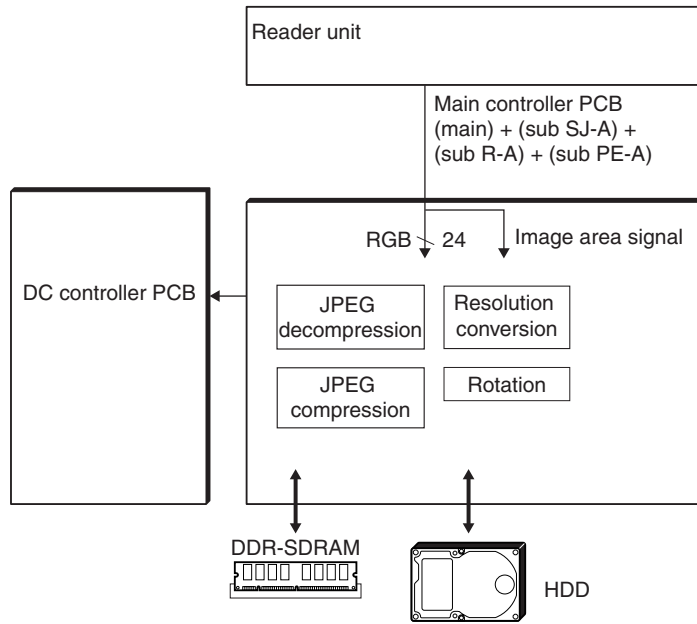 Reader unit
Main controller PCB
(main) + (sub SJ-A) +
(sub R-A) + (sub PE-A)
RGB 24
Image area signal
DC controller PCB
JPEG
decompression
Resolution
conversion
JPEG
compression
Rotation
DDR-SDRAM
HDD